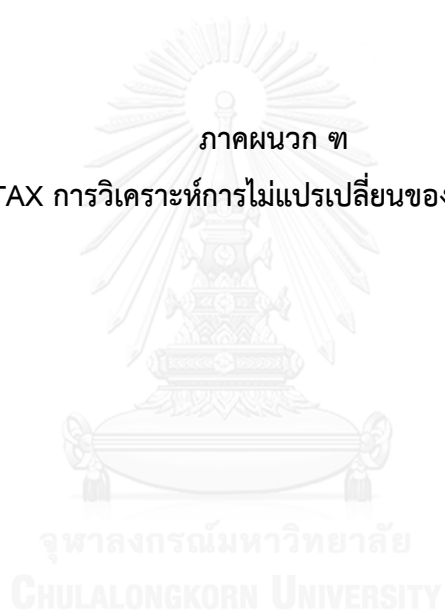 ภาคผนวก ฑ
TAX การวิเคราะห์การไม่แปรเปลี่ยนของ
จุฬาลงกรณ์มหาวิทยาลัย
CHULALONGKORN UNIVERSITY